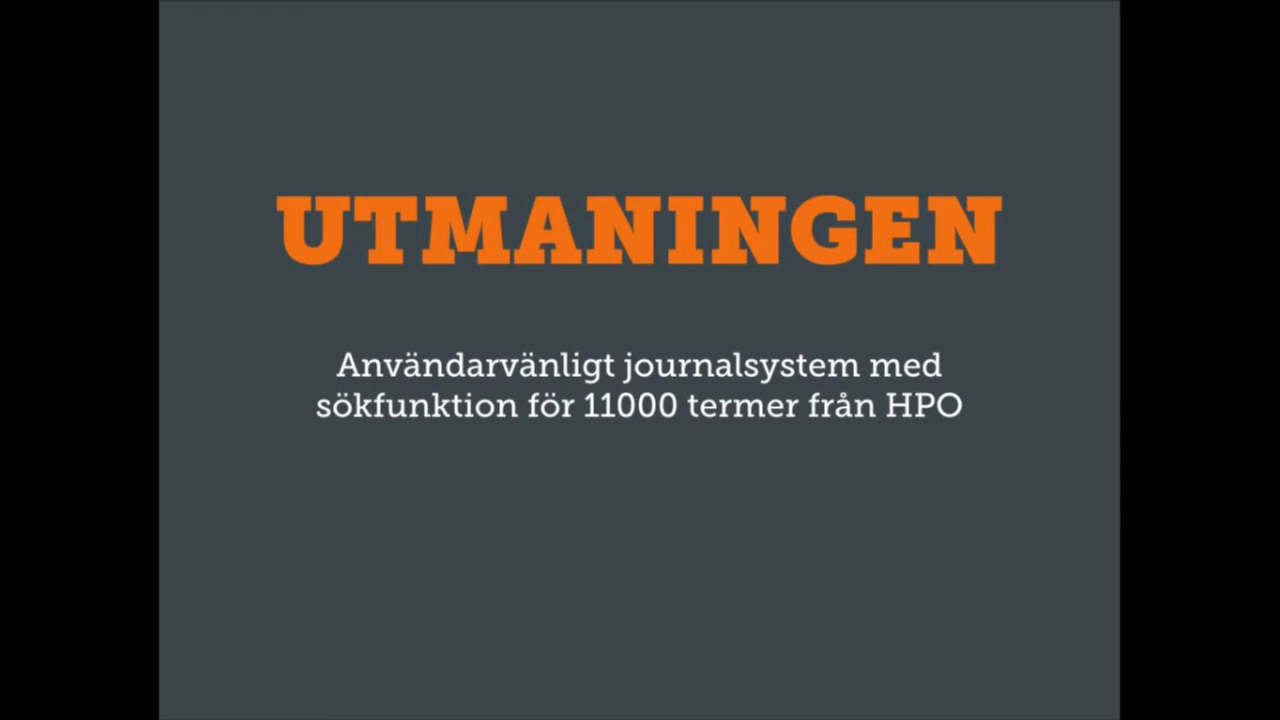 UTMANINGEN
Användarvänligt journalsystem med
sökfunktion för 11000 termer från HPO